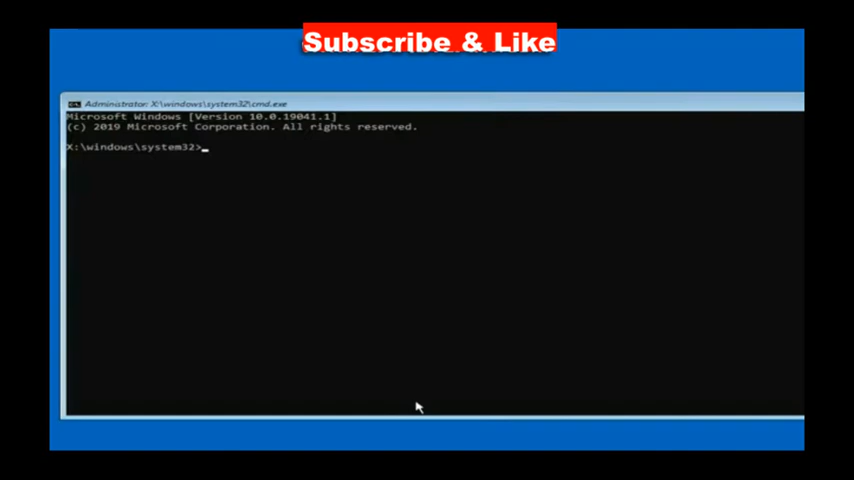 Subscribe & Like
Administrator: X:\windows\system32\cmd.exe
Microsoft Windows [Version 10.0.19041.1]
(c) 2019 Microsoft Corporation. All rights reserved.
X:\windows\system32>